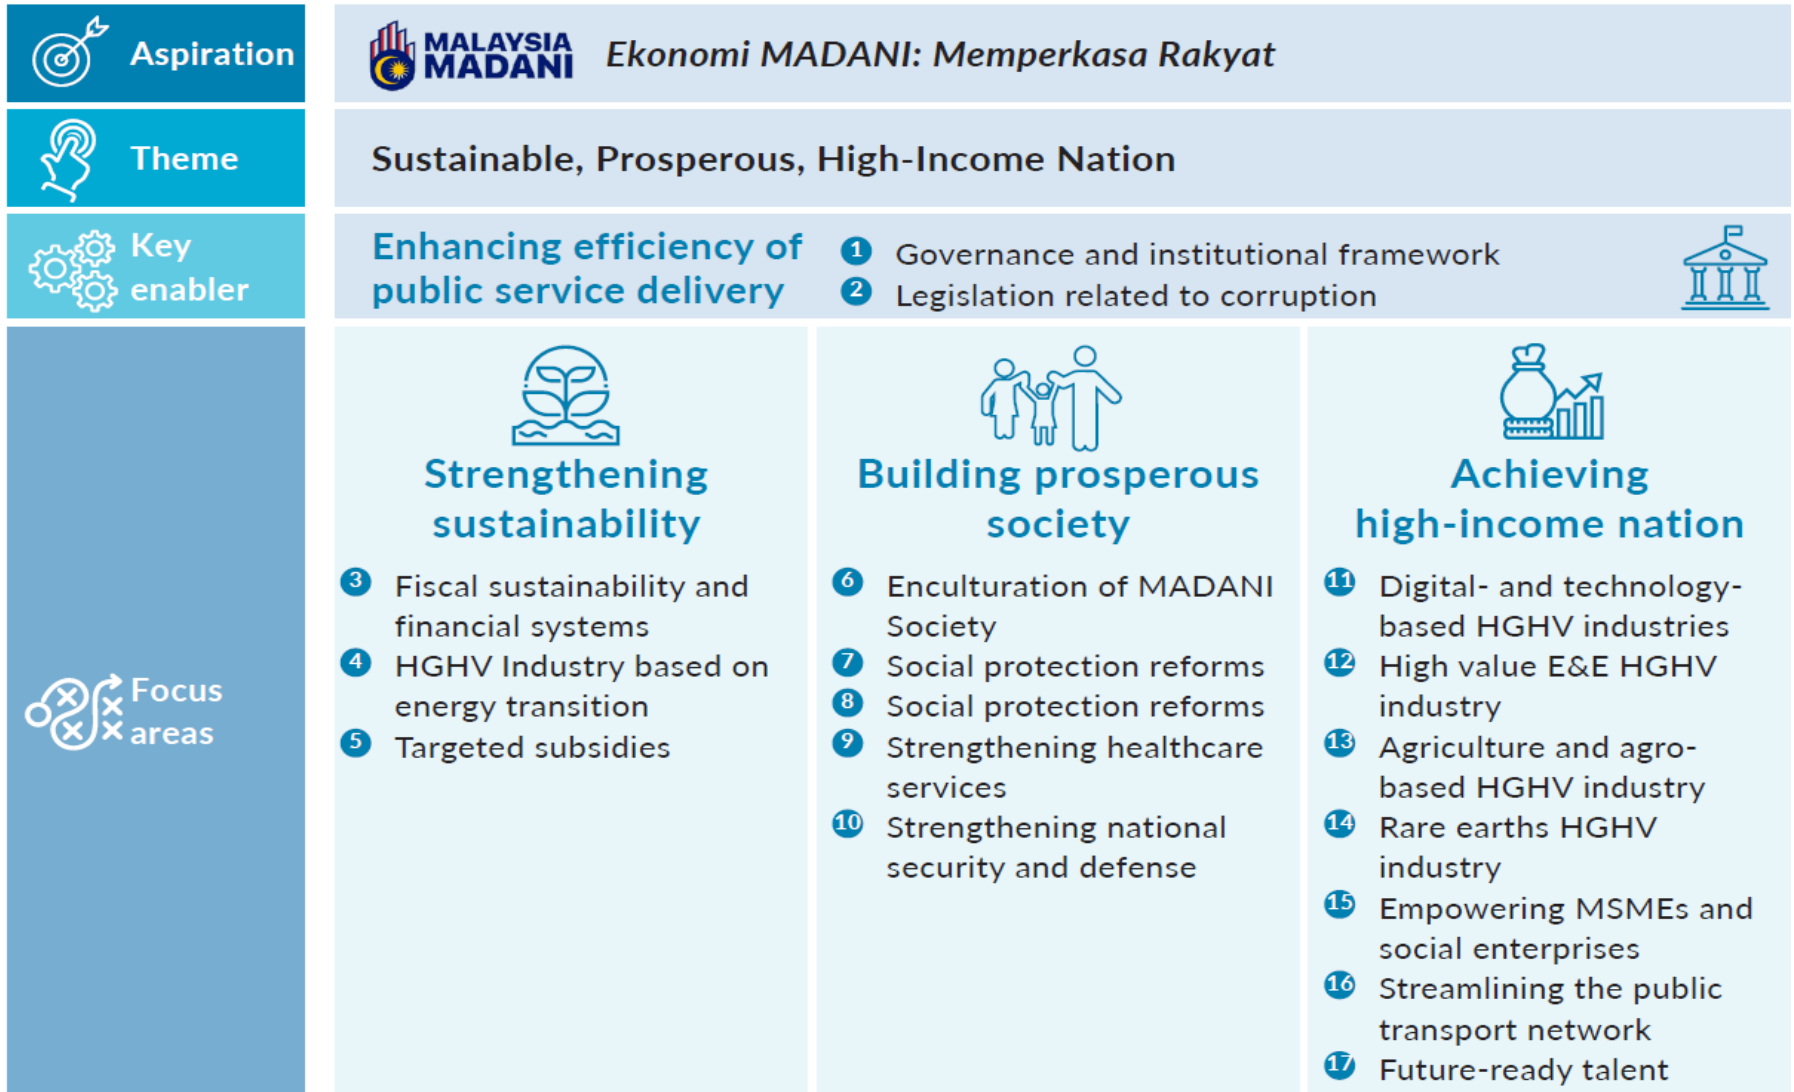 Aspiration
MALAYSIA
MADANI
Ekonomi MADANI: Memperkasa Rakyat
Theme
Sustainable, Prosperous, High-Income Nation
Key
enabler
Enhancing efficiency of
public service delivery
1 Governance and institutional framework
2 Legislation related to corruption
Focus
areas
Strengthening
sustainability
3 Fiscal sustainability and
financial systems
4 HGHV Industry based on
energy transition
5 Targeted subsidies
Building prosperous
society
6 Enculturation of MADANI
Society
7 Social protection reforms
8 Social protection reforms
9 Strengthening healthcare
services
10 Strengthening national
security and defense
Achieving
high-income nation
11 Digital- and technology-
based HGHV industries
12 High value E&E HGHV
industry
13 Agriculture and agro-
based HGHV industry
14 Rare earths HGHV
industry
15 Empowering MSMEs and
social enterprises
16 Streamlining the public
transport network
17 Future-ready talent